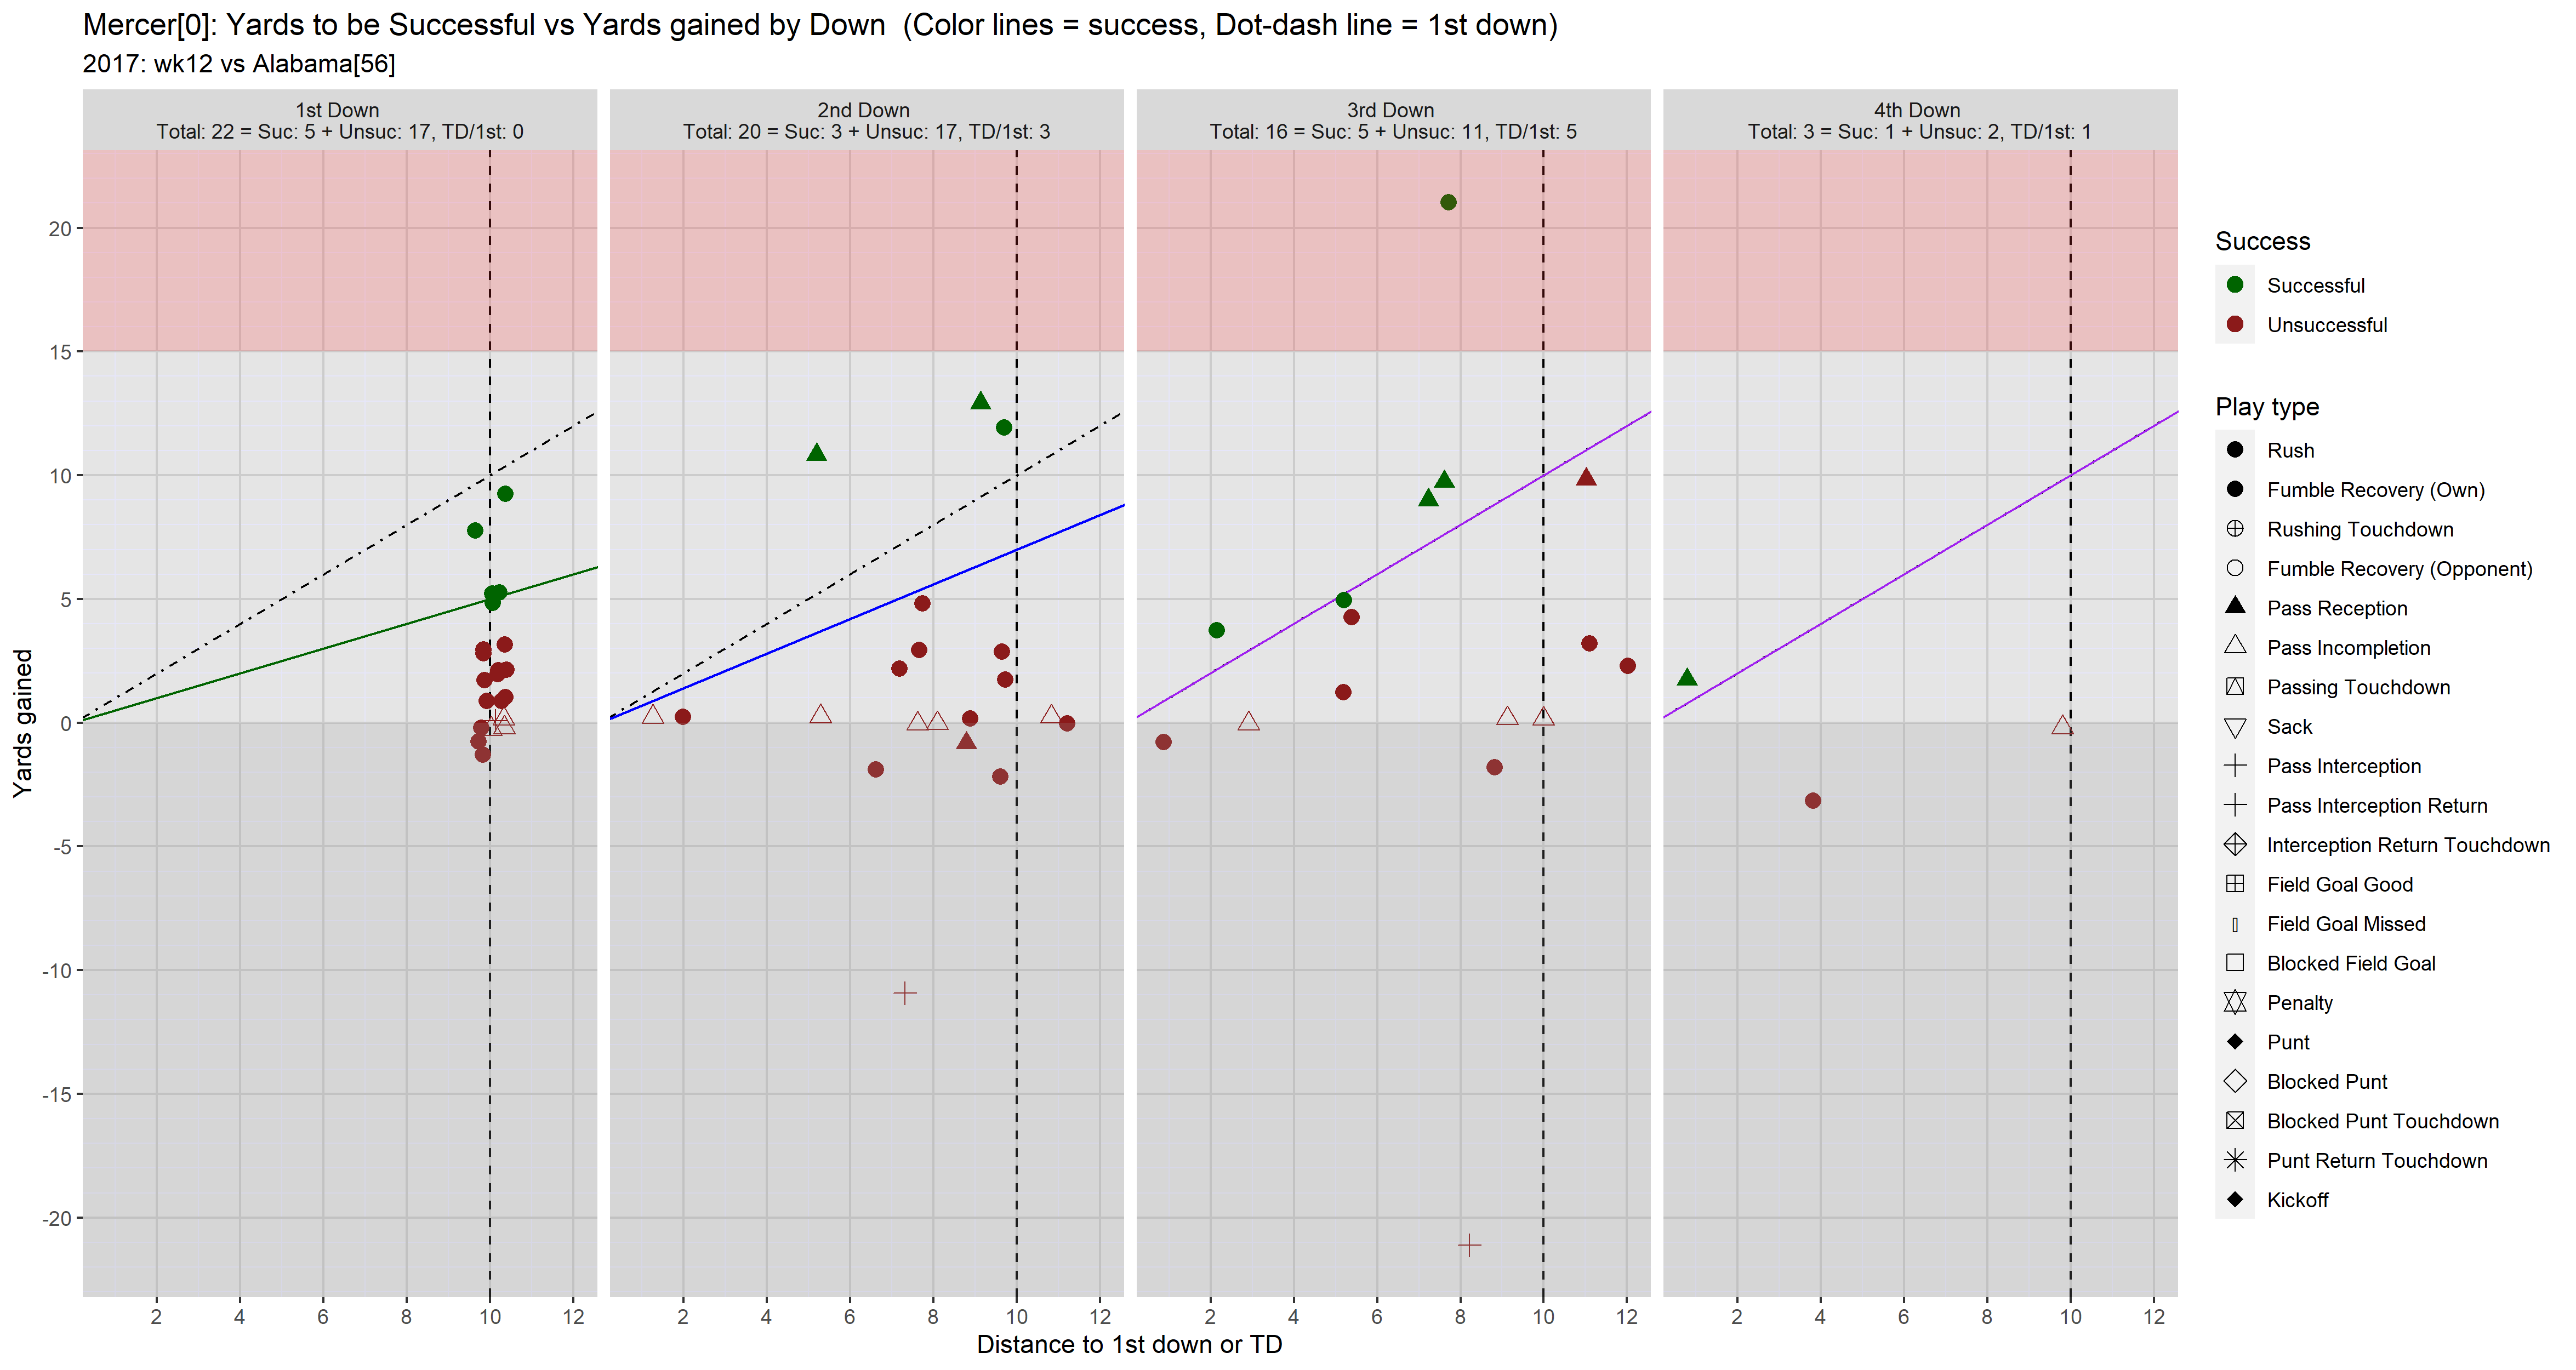 Mercer[0]: Yards to be Successful vs Yards gained by Down  (Color lines = success, Dot-dash line = 1st down)
2017: wk12 vs Alabama[56]
1st Down
Total: 22 = Suc: 5 + Unsuc: 17, TD/1st: 0
2nd Down
Total: 20 = Suc: 3 + Unsuc: 17, TD/1st: 3
3rd Down
Total: 16 = Suc: 5 + Unsuc: 11, TD/1st: 5
4th Down
Total: 3 = Suc: 1 + Unsuc: 2, TD/1st: 1
Yards gained
20
15
10
5
0
-5
-10
-15
-20
2 4 6 8 10 12
2 4 6 8 10 12
2 4 6 8 10 12
2 4 6 8 10 12
Distance to 1st down or TD
Success
Successful
Unsuccessful
Play type
Rush
Fumble Recovery (Own)
Rushing Touchdown
Fumble Recovery (Opponent)
Pass Reception
Pass Incompletion
Passing Touchdown
Sack
Pass Interception
Pass Interception Return
Interception Return Touchdown
Field Goal Good
Field Goal Missed
Blocked Field Goal
Penalty
Punt
Blocked Punt
Blocked Punt Touchdown
Punt Return Touchdown
Kickoff